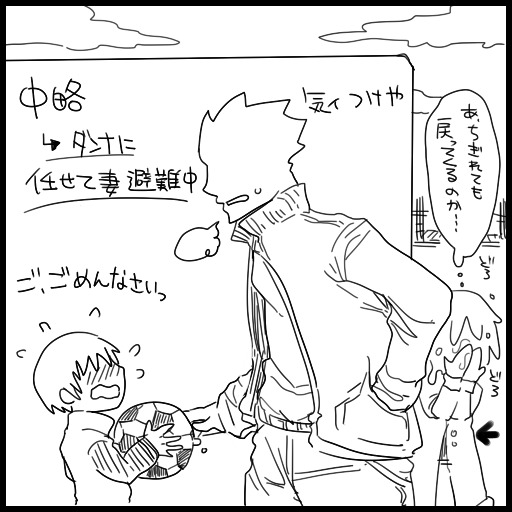 あ、ちぎれても
戻ってくるのか…
気ィつけや
中略
↳ダンナに
任せて妻避難中
ご、ごめんなさいっ
どろ
どろ